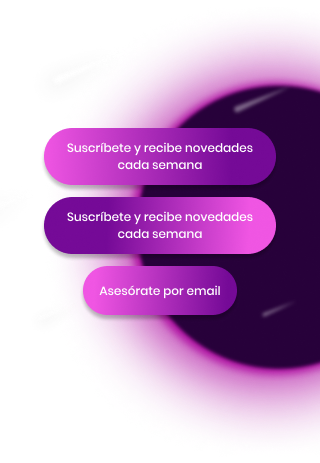 Suscríbete y recibe novedades
cada semana
Suscríbete y recibe novedades
cada semana
Asesórate por email